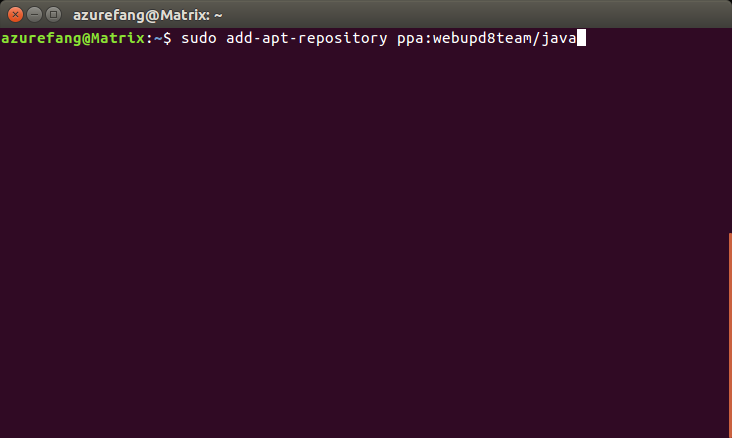 azurefang@Matrix: ~
azurefang@Matrix:~$ sudo add-apt-repository ppa:webupd8team/java